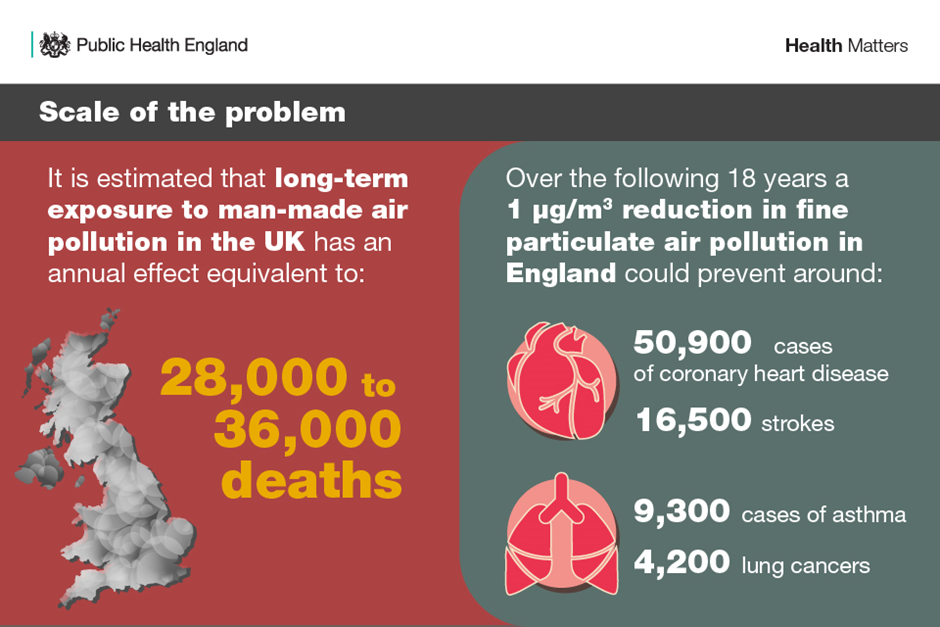 Public Health England
Health Matters
Scale of the problem
It is estimated that long-term
exposure to man-made air
pollution in the UK has an
annual effect equivalent to:
28,000 to
36,000
deaths
Over the following 18 years a
1 µg/m³ reduction in fine
particulate air pollution in
England could prevent around:
50,900 cases
of coronary heart disease
16,500 strokes
9,300 cases of asthma
4,200 lung cancers